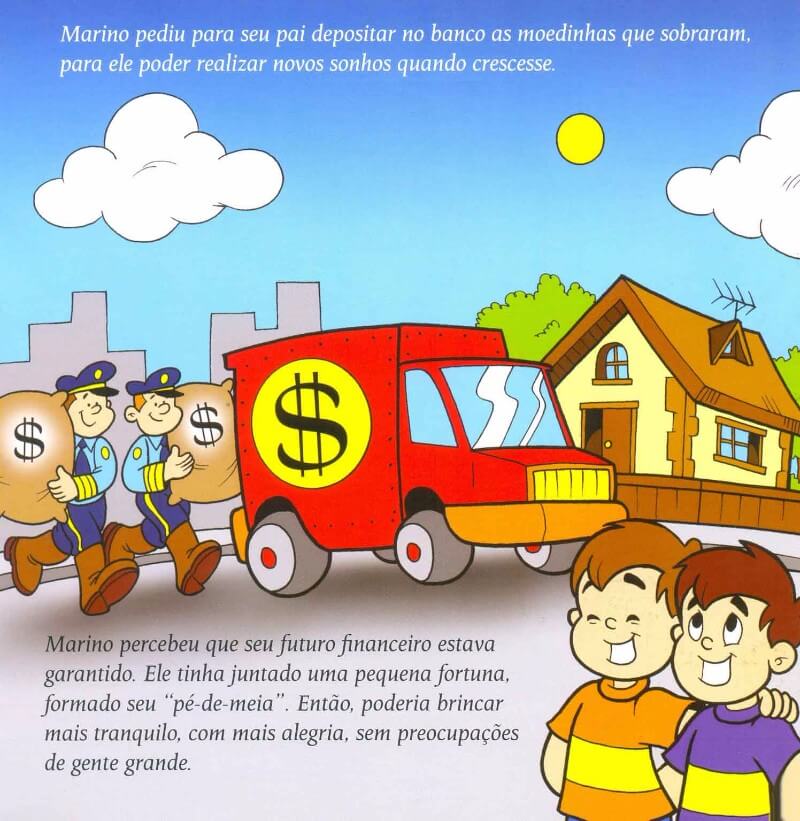 Marino pediu para seu pai depositar no banco as moedinhas que sobraram,
para ele poder realizar novos sonhos quando crescesse.
$
$
$
Marino percebeu que seu futuro financeiro estava
garantido. Ele tinha juntado uma pequena fortuna,
formado seu “pé-de-meia”. Então, poderia brincar
mais tranquilo, com mais alegria, sem preocupações
de gente grande.